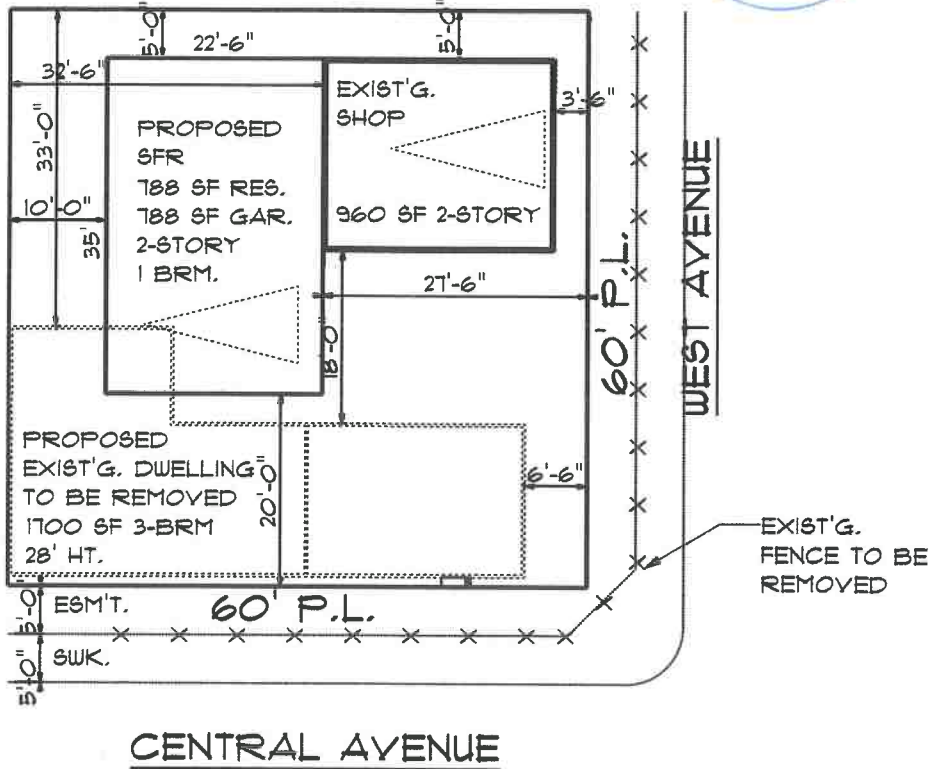 5'-0"
22'-6"
5'-0"
32'-6"
33'-0"
EXIST'G.
SHOP
3'-6"
PROPOSED
SFR
788 SF RES.
788 SF GAR.
2-STORY
1 BRM.
10'-0"
35'
960 SF 2-STORY
27'-6"
18'-0"
60' P.L.
WEST AVENUE
PROPOSED
EXIST'G. DWELLING
TO BE REMOVED
1700 SF 3-BRM
28' HT.
20'-0"
6'-6"
EXIST'G.
FENCE TO BE
REMOVED
5'-0"
ESM'T.
60' P.L.
5'-0"
SWK.
CENTRAL AVENUE